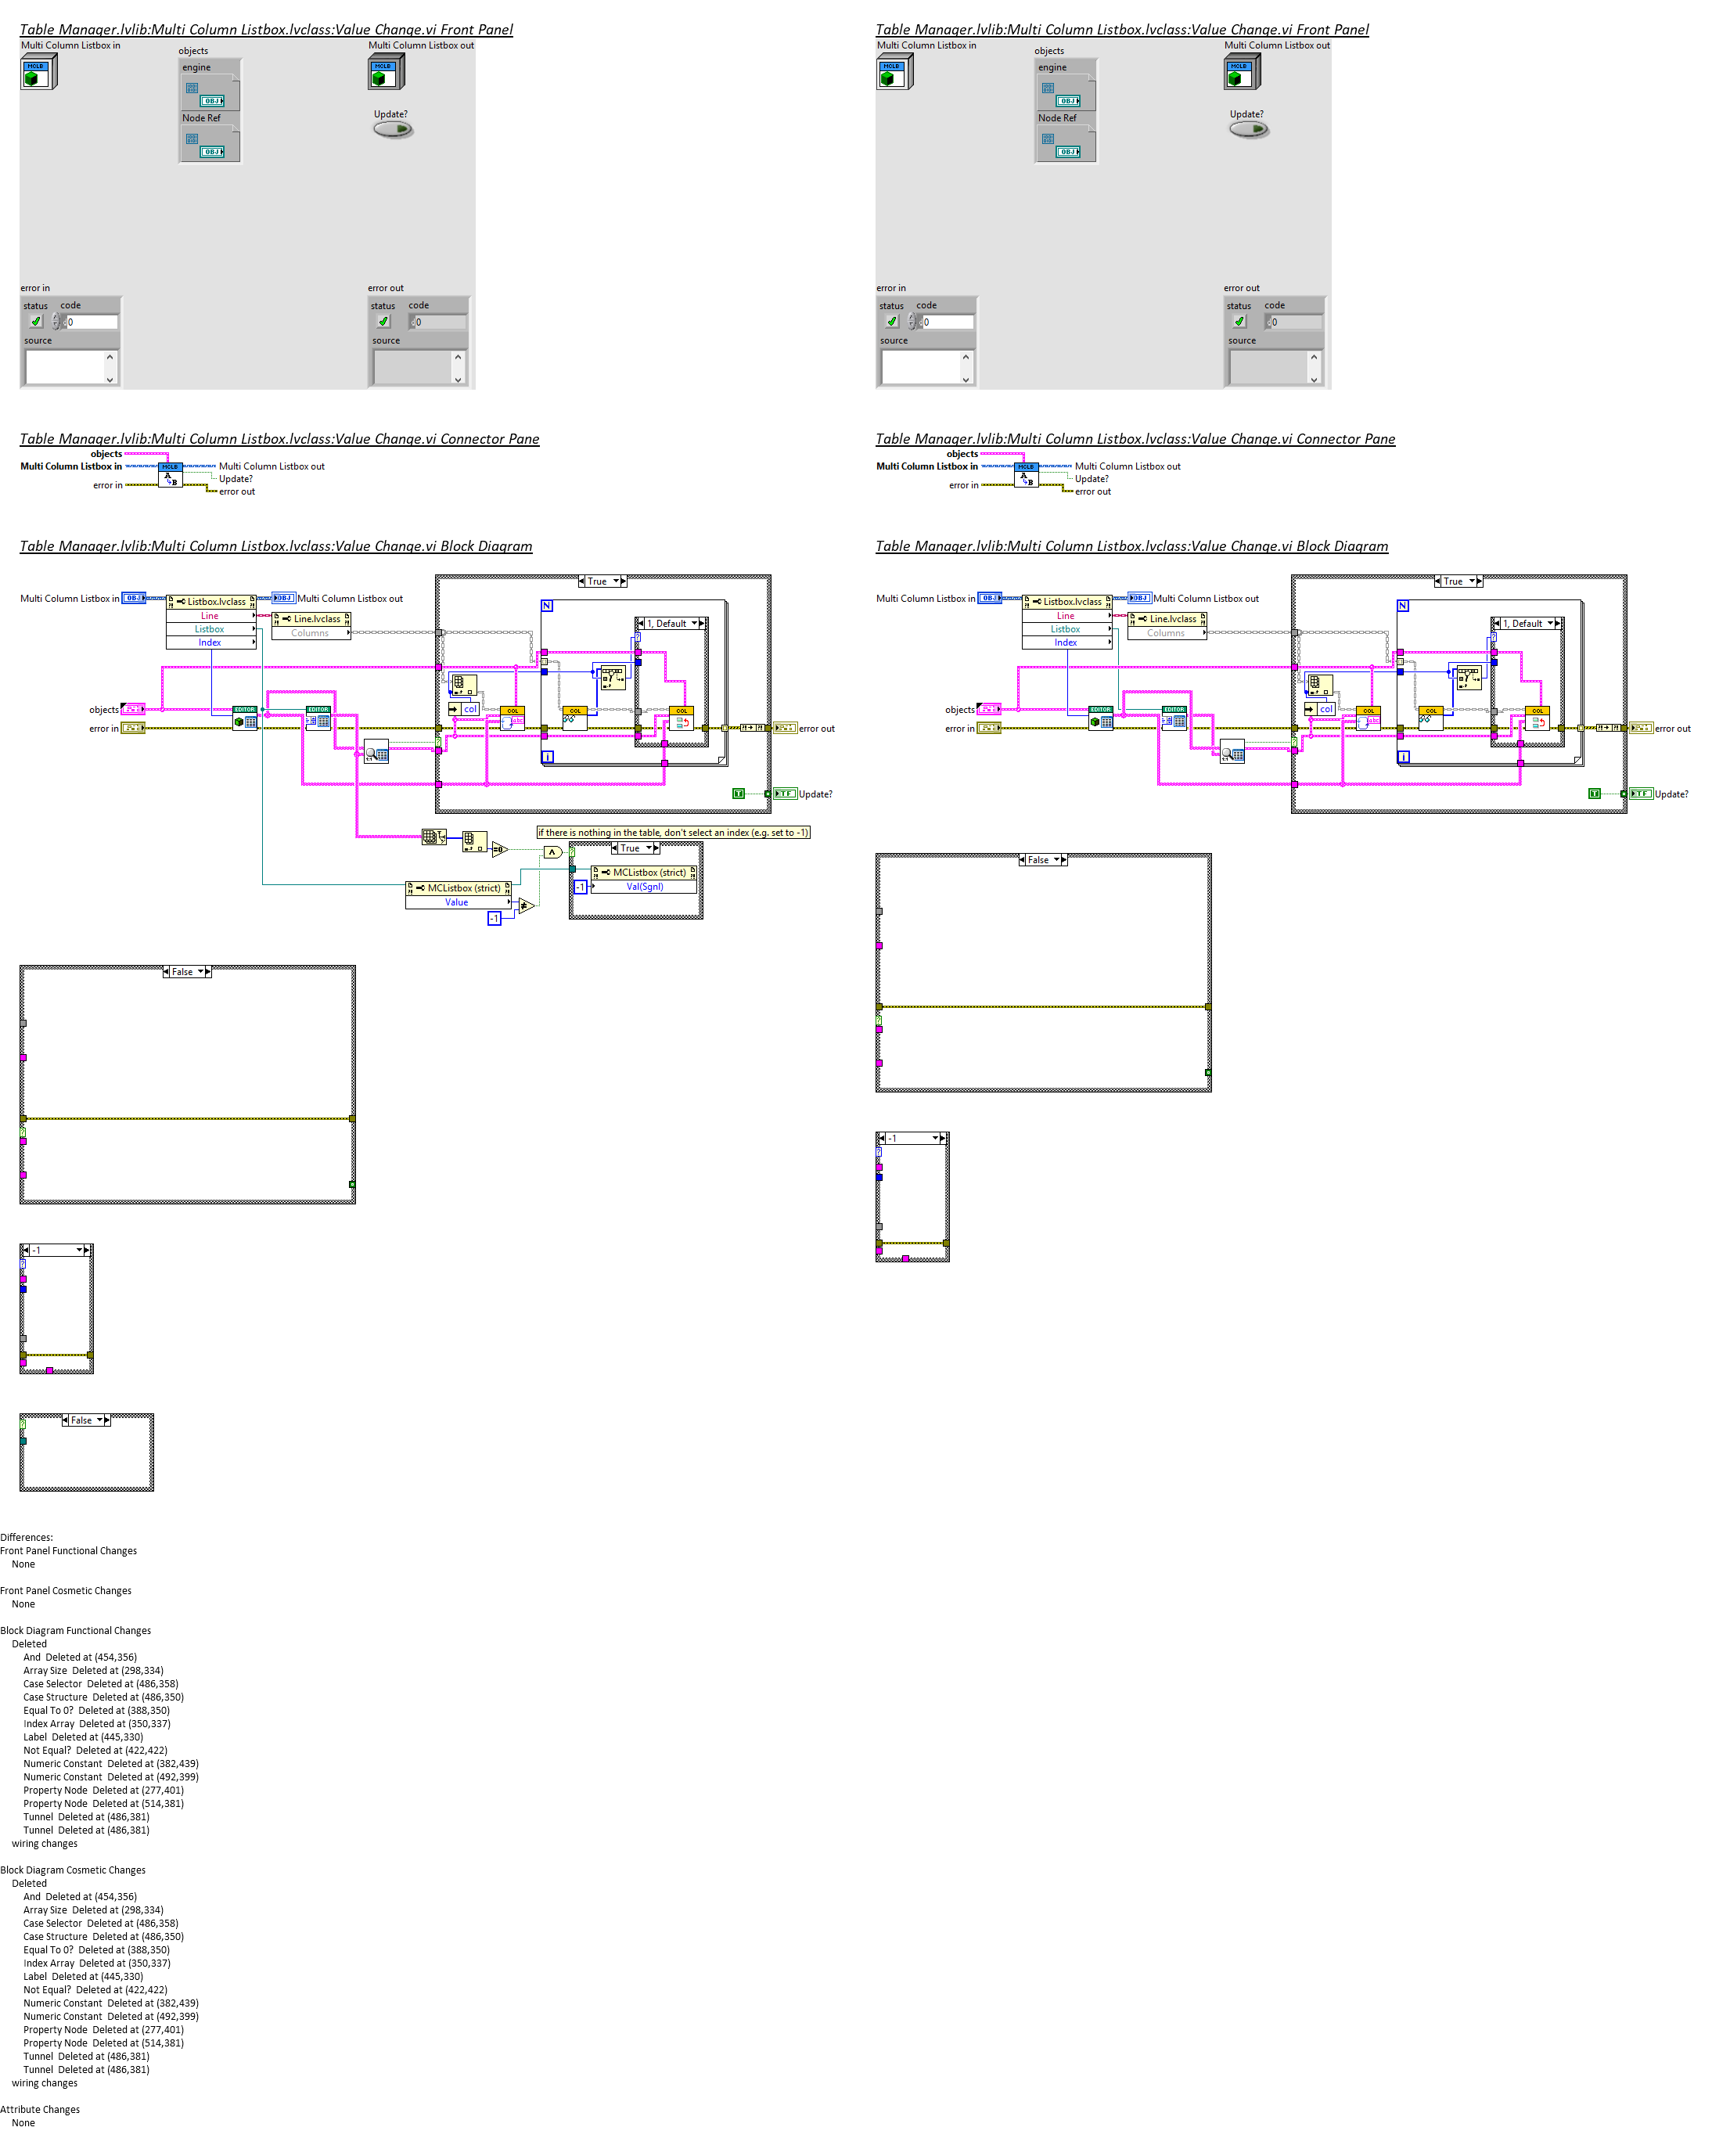 Table Manager.lvlib:Multi Column Listbox.lvclass:Value Change.vi Front Panel
Multi Column Listbox in
objects
Multi Column Listbox out
MCLB
engine
OBJ
MCLB
Node Ref
OBJ
Update?
error in
status code
0
source
error out
status code
0
source
Table Manager.lvlib:Multi Column Listbox.lvclass:Value Change.vi Connector Pane
objects
Multi Column Listbox in
MCLB
A
B
Multi Column Listbox out
Update?
error in
error out
Table Manager.lvlib:Multi Column Listbox.lvclass:Value Change.vi Block Diagram
True
Multi Column Listbox in
OBJ
Listbox.lvclass
OBJ
Multi Column Listbox out
Line
Listbox
Index
Line.lvclass
Columns
N
1, Default
objects
EDITOR
EDITOR
col
COL
COL
COL
error in
error out
i
T
TF
Update?
if there is nothing in the table, don't select an index (e.g. set to -1)
=0
True
MCListbox (strict)
Value
-1
MCListbox (strict)
-1
Val(Sgnl)
False
-1
False
Table Manager.lvlib:Multi Column Listbox.lvclass:Value Change.vi Front Panel
Multi Column Listbox in
objects
Multi Column Listbox out
MCLB
engine
OBJ
MCLB
Node Ref
OBJ
Update?
error in
status code
0
source
error out
status code
0
source
Table Manager.lvlib:Multi Column Listbox.lvclass:Value Change.vi Connector Pane
objects
Multi Column Listbox in
MCLB
A
B
Multi Column Listbox out
Update?
error in
error out
Table Manager.lvlib:Multi Column Listbox.lvclass:Value Change.vi Block Diagram
True
Multi Column Listbox in
OBJ
Listbox.lvclass
OBJ
Multi Column Listbox out
Line
Listbox
Index
Line.lvclass
Columns
N
1, Default
objects
EDITOR
EDITOR
col
COL
COL
COL
error in
error out
i
T
TF
Update?
False
-1
Differences:
Front Panel Functional Changes
None
Front Panel Cosmetic Changes
None
Block Diagram Functional Changes
Deleted
And Deleted at (454,356)
Array Size Deleted at (298,334)
Case Selector Deleted at (486,358)
Case Structure Deleted at (486,350)
Equal To 0? Deleted at (388,350)
Index Array Deleted at (350,337)
Label Deleted at (445,330)
Not Equal? Deleted at (422,422)
Numeric Constant Deleted at (382,439)
Numeric Constant Deleted at (492,399)
Property Node Deleted at (277,401)
Property Node Deleted at (514,381)
Tunnel Deleted at (486,381)
Tunnel Deleted at (486,381)
wiring changes
Block Diagram Cosmetic Changes
Deleted
And Deleted at (454,356)
Array Size Deleted at (298,334)
Case Selector Deleted at (486,358)
Case Structure Deleted at (486,350)
Equal To 0? Deleted at (388,350)
Index Array Deleted at (350,337)
Label Deleted at (445,330)
Not Equal? Deleted at (422,422)
Numeric Constant Deleted at (382,439)
Numeric Constant Deleted at (492,399)
Property Node Deleted at (277,401)
Property Node Deleted at (514,381)
Tunnel Deleted at (486,381)
Tunnel Deleted at (486,381)
wiring changes
Attribute Changes
None